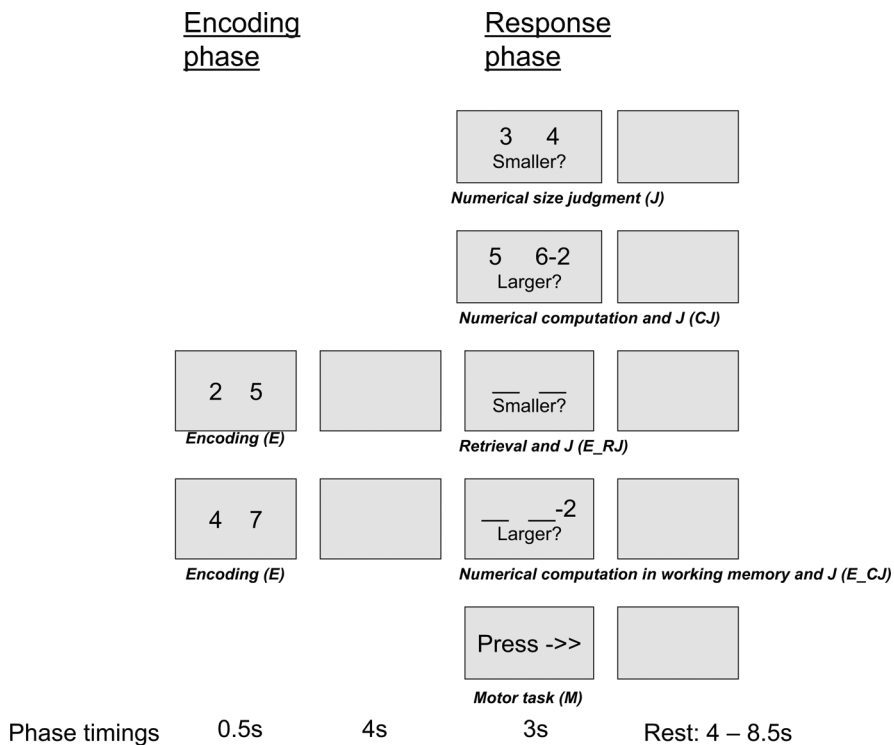 Encoding
phase
Response
phase
3 4
Smaller?
Numerical size judgment (J)
5 6-2
Larger?
Numerical computation and J (CJ)
2 5
Encoding (E)
__ __
Smaller?
Retrieval and J (E_RJ)
4 7
Encoding (E)
__ __-2
Larger?
Numerical computation in working memory and J (E_CJ)
Press ->>
Motor task (M)
Phase timings 0.5s 4s 3s Rest: 4 – 8.5s